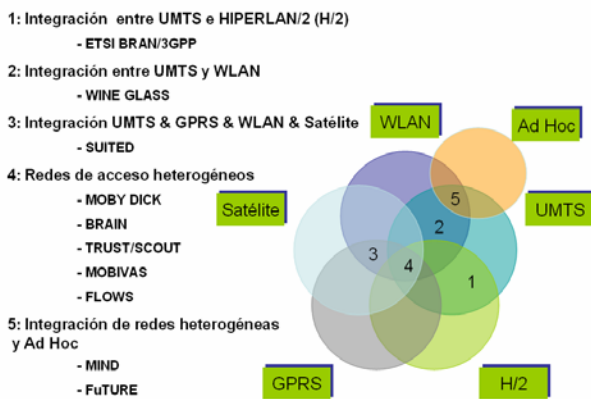 1: Integración entre UMTS e HIPERLAN/2 (H/2)
- ETSI BRAN/3GPP
2: Integración entre UMTS y WLAN
- WINE GLASS
3: Integración UMTS & GPRS & WLAN & Satélite
- SUITED
4: Redes de acceso heterogéneos
- MOBY DICK
- BRAIN
- TRUST/SCOUT
- MOBIVAS
- FLOWS
5: Integración de redes heterogéneas
y Ad Hoc
- MIND
- FuTURE
WLAN
Ad Hoc
Satélite
UMTS
5
2
3
4
1
GPRS
H/2